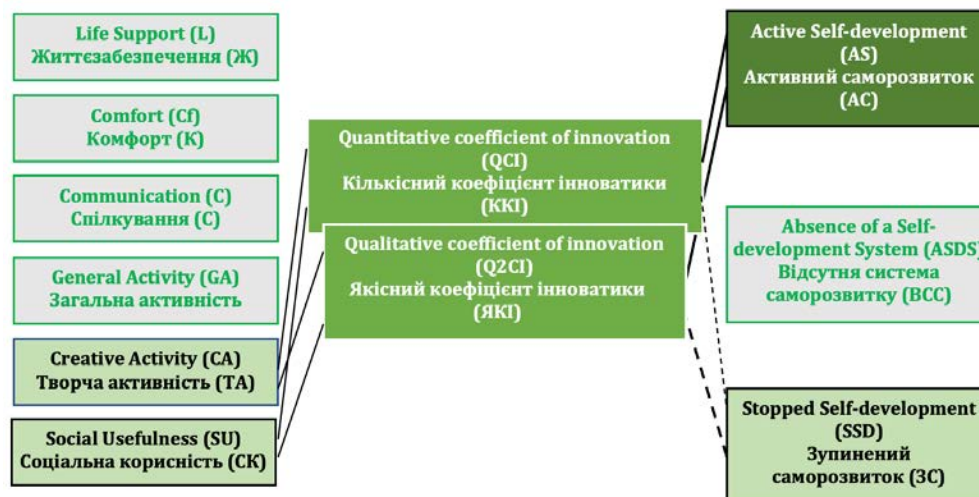 Life Support (L)
Життєзабезпечення (Ж)
Comfort (Cf)
Комфорт (К)
Communication (C)
Спілкування (С)
General Activity (GA)
Загальна активність
Creative Activity (CA)
Творча активність (ТА)
Social Usefulness (SU)
Соціальна корисність (СК)
Quantitative coefficient of innovation
(QCI)
Кількісний коефіцієнт інноватики
(ККІ)
Qualitative coefficient of innovation
(Q2CI)
Якісний коефіцієнт інноватики
(ЯКІ)
Active Self-development
(AS)
Активний саморозвиток
(АС)
Absence of a Self-
development System (ASDS)
Відсутня система
саморозвитку (ВСС)
Stopped Self-development
(SSD)
Зупинений
саморозвиток (ЗС)